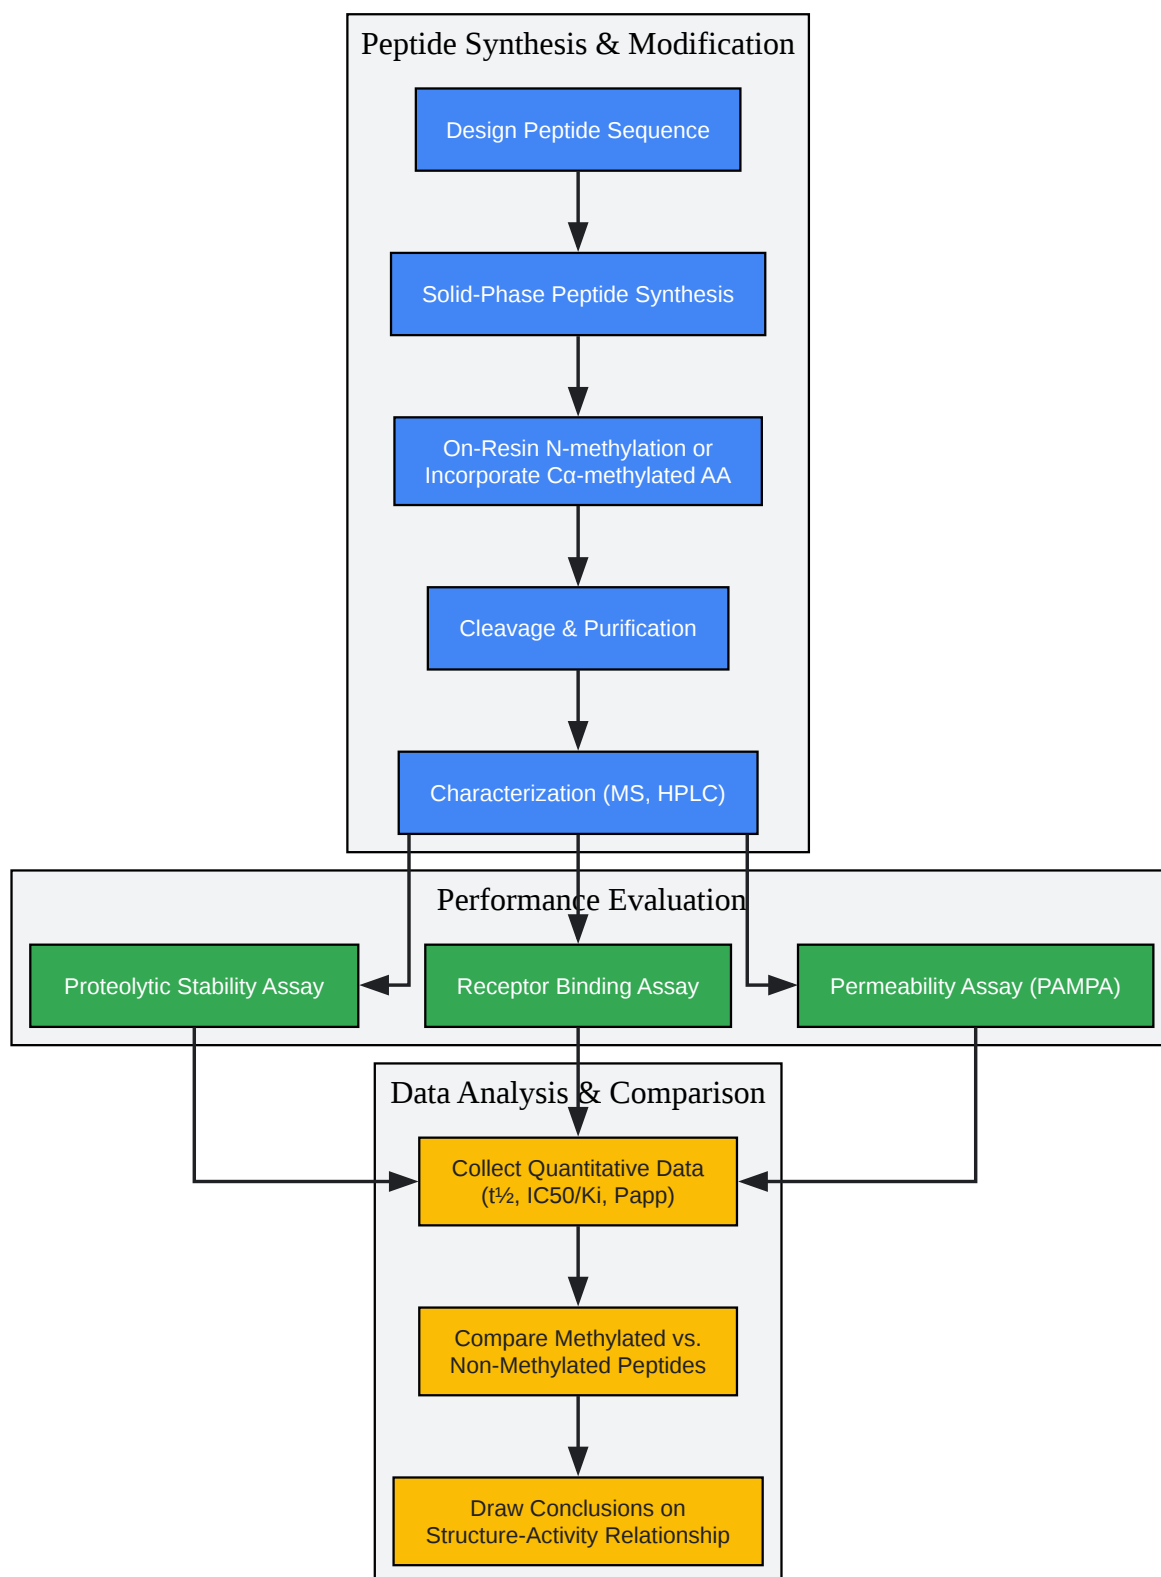 Peptide Synthesis & Modification
Design Peptide Sequence
Solid-Phase Peptide Synthesis
On-Resin N-methylation or
Incorporate Cα-methylated AA
Cleavage & Purification
Characterization (MS, HPLC)
Performance Evaluation
Proteolytic Stability Assay
Receptor Binding Assay
Permeability Assay (PAMPA)
Data Analysis & Comparison
Collect Quantitative Data
(t½, IC50/Ki, Papp)
Compare Methylated vs.
Non-Methylated Peptides
Draw Conclusions on
Structure-Activity Relationship